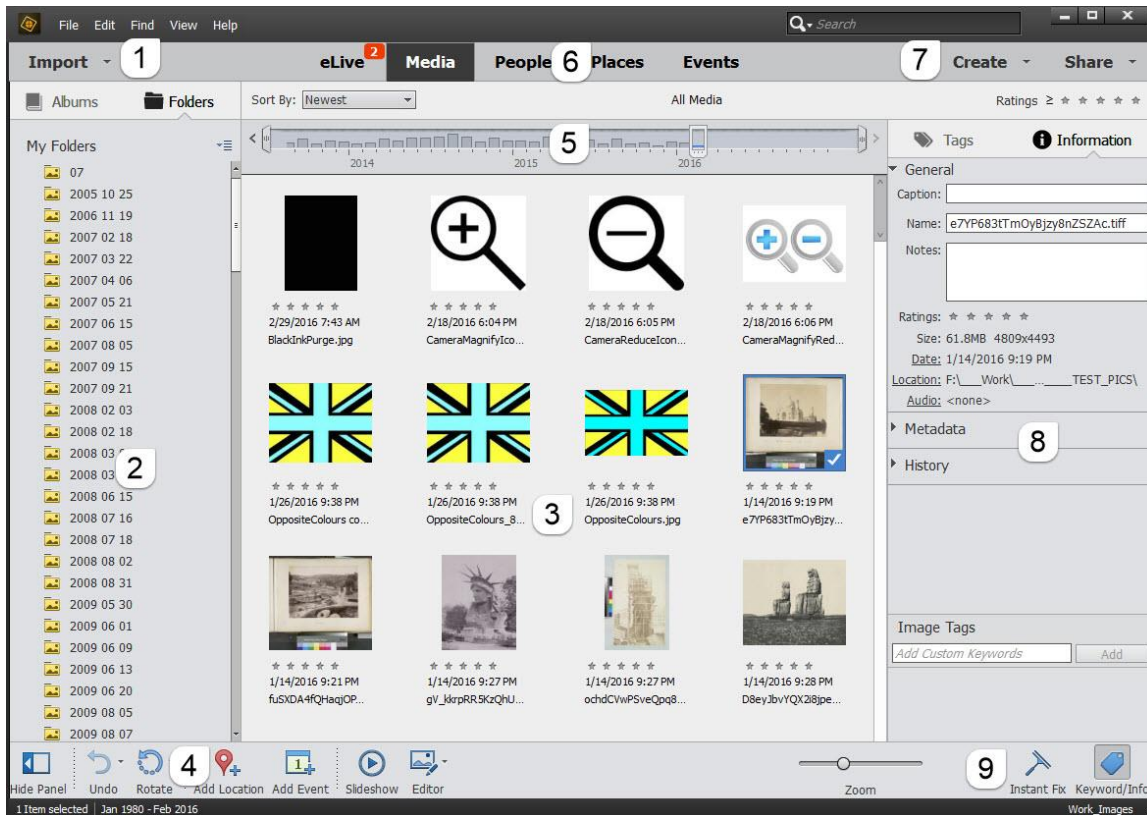 File Edit Find View Help
Search
Import
1
eLive 2
Media
People
6
Places
Events
7
Create
Share
Albums
Folders
Sort By: Newest
All Media
Ratings ≥
My Folders
07
2005 10 25
2006 11 19
2007 02 18
2007 03 22
2007 04 06
2007 05 21
2007 06 15
2007 08 05
2007 09 15
2007 09 21
2008 02 03
2008 02 18
2008 03
2008 03
2
2008 06 15
2008 07 16
2008 07 18
2008 08 02
2008 08 31
2009 05 30
2009 06 01
2009 06 09
2009 06 13
2009 06 20
2009 08 05
2009 08 07
5
2014 2015 2016
2/29/2016 7:43 AM
BlackInkPurge.jpg
2/18/2016 6:04 PM
CameraMagnifyIco...
2/18/2016 6:05 PM
CameraReduceIcon...
2/18/2016 6:06 PM
CameraMagnifyRed...
1/26/2016 9:38 PM
OppositeColours co...
1/26/2016 9:38 PM
OppositeColours_8...
3
1/26/2016 9:38 PM
OppositeColours.jpg
1/14/2016 9:19 PM
e7YP683tTmOyBjzy...
1/14/2016 9:21 PM
fuSXDA4fQHaqjOP...
1/14/2016 9:27 PM
gV_kkrpRR5KzQhU...
1/14/2016 9:27 PM
ochdCVwPSveQpq8...
1/14/2016 9:28 PM
D8eyJbvYQX2i8jpe...
Tags
Information
General
Caption:
Name: e7YP683tTmOyBjzy8nZSZAc.tiff
Notes:
Ratings:
Size: 61.8MB 4809x4493
Date: 1/14/2016 9:19 PM
Location: F:\___Work\___...____TEST_PICS\
Audio: <none>
Metadata
8
History
Image Tags
Add Custom Keywords
Add
Hide Panel
Undo
Rotate
4
Add Location
1
Add Event
Slideshow
Editor
Zoom
9
Instant Fix
Keyword/Info
1 Item selected | Jan 1980 - Feb 2016
Work_Images